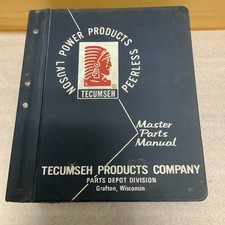 LAUSON POWER PRODUCTS PEERLESS
TECUMSEH
Master
Parts
Manual
TECUMSEH PRODUCTS COMPANY
PARTS DEPOT DIVISION
Grafton, Wisconsin